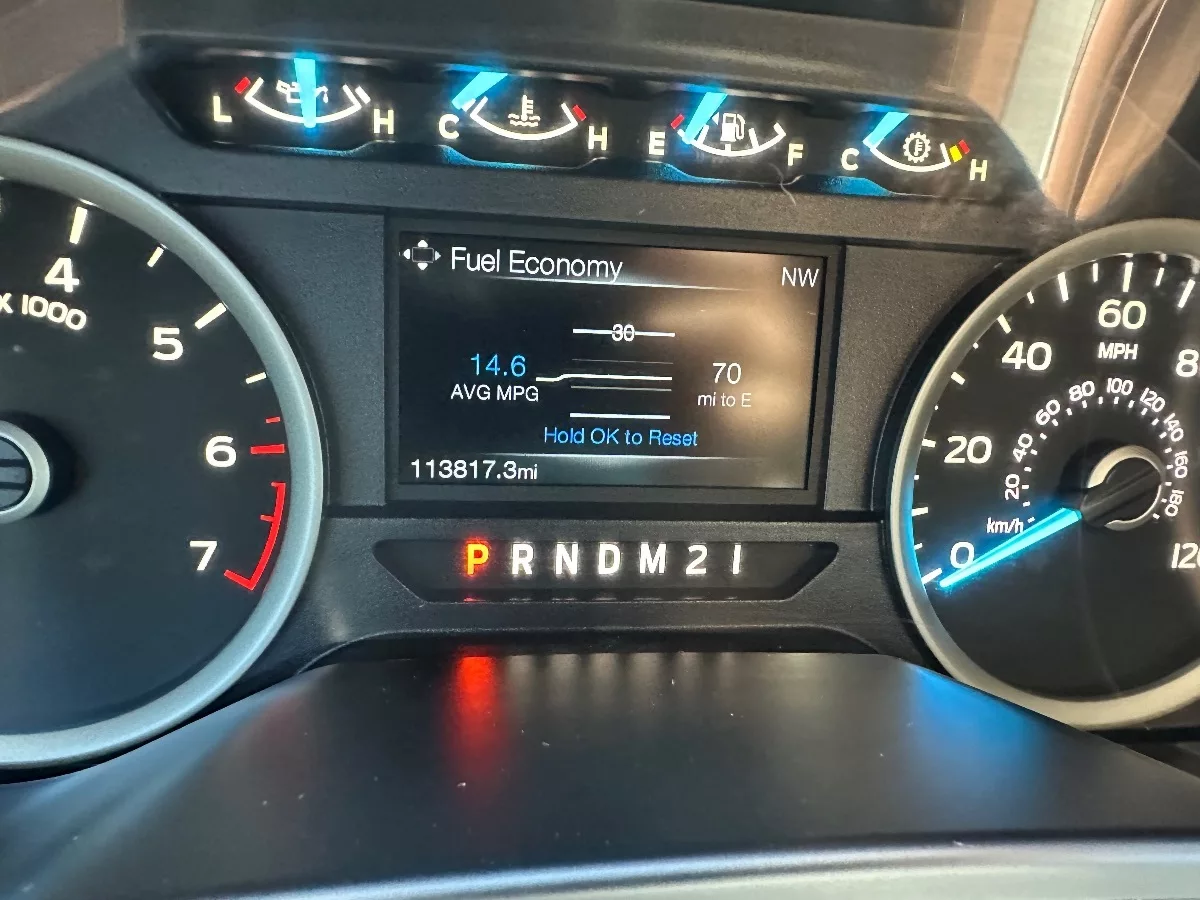 L H C H E F C H
Fuel Economy NW
30
14.6 70
AVG MPG mi to E
Hold OK to Reset
113817.3mi
P R N D M 2 1
4
X 1000
5
6
7
60
MPH
40
20
0
120
20 40 60 80 100 120 140 160 180
km/h